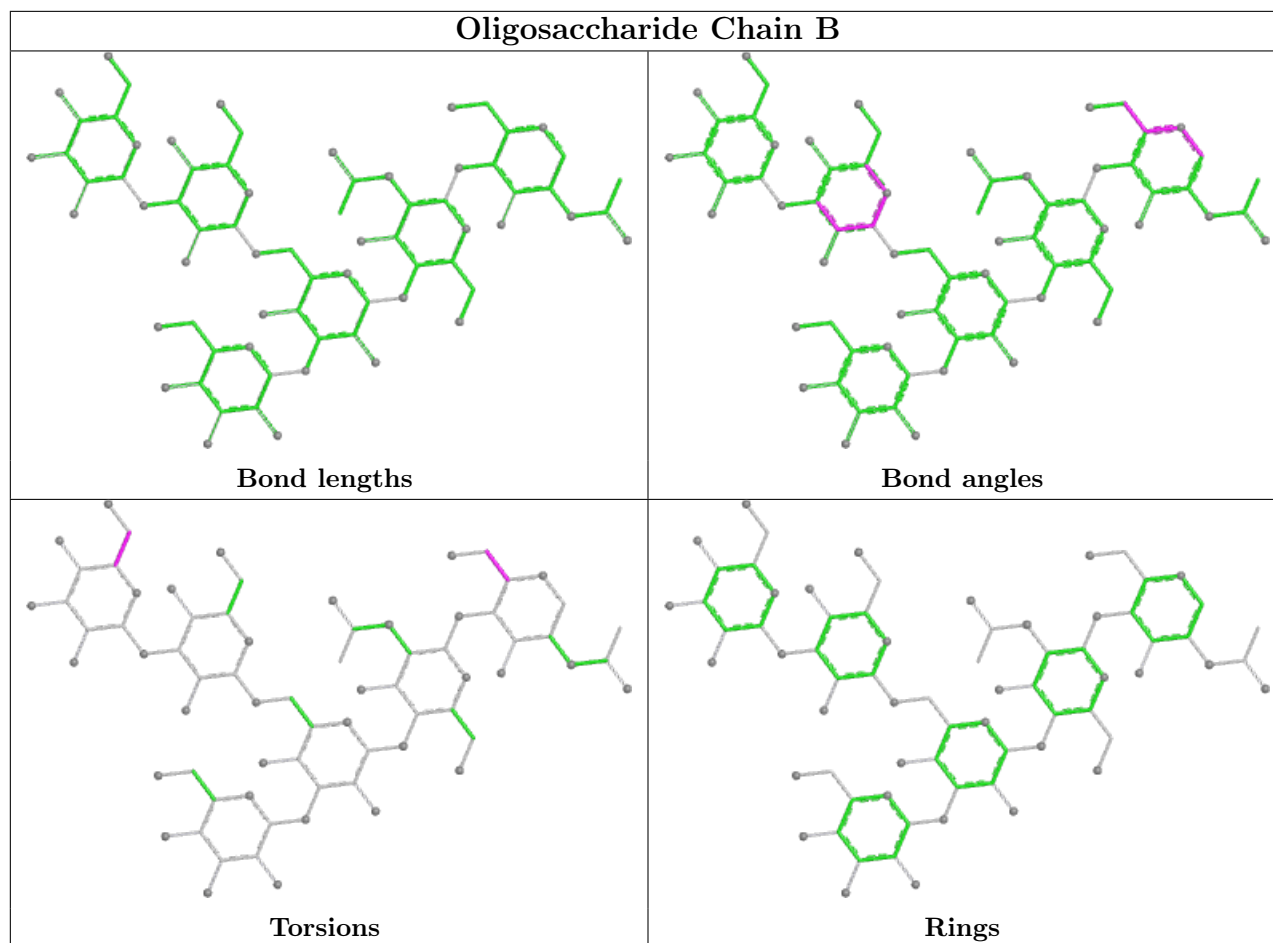 Oligosaccharide Chain B
Bond lengths
Bond angles
Torsions
Rings